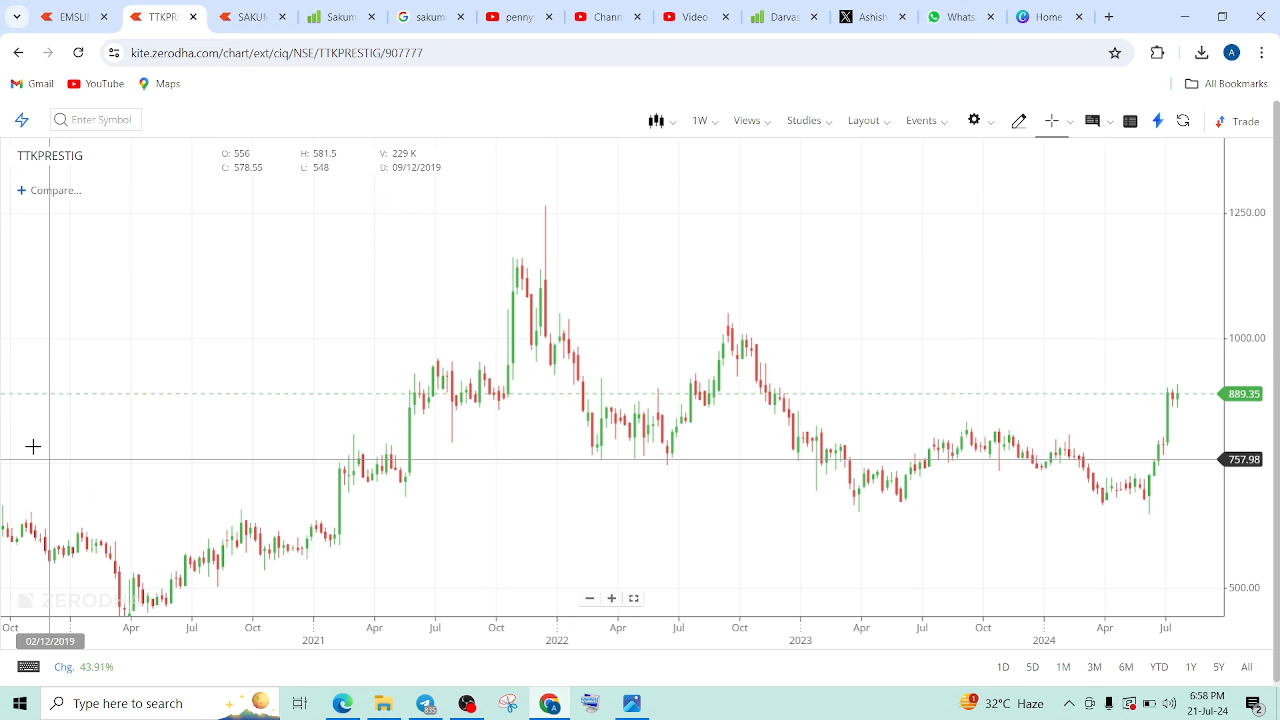 EMSLII
TTKPR
SAKU
Sakum
sakum
penny
Chann
Video
Darvas
Ashish
Whats
Home
kite.zerodha.com/chart/ext/ciq/NSE/TTKPRESTIG/907777
A
Gmail
YouTube
Maps
All Bookmarks
Enter Symbol
1W
Views
Studies
Layout
Events
Trade
TTKPRESTIG
O: 556
H: 581.5
V: 229 K
C: 578.55
L: 548
D: 09/12/2019
+ Compare...
1250.00
1000.00
889.35
757.98
500.00
ZERODH
Oct
Apr
Jul
Oct
2021
Apr
Jul
Oct
2022
Apr
Jul
Oct
2023
Apr
Jul
Oct
2024
Apr
Jul
02/12/2019
Chg. 43.91%
1D
5D
1M
3M
6M
YTD
1Y
5Y
All
Type here to search
32°C Haze
6:58 PM
21-Jul-24